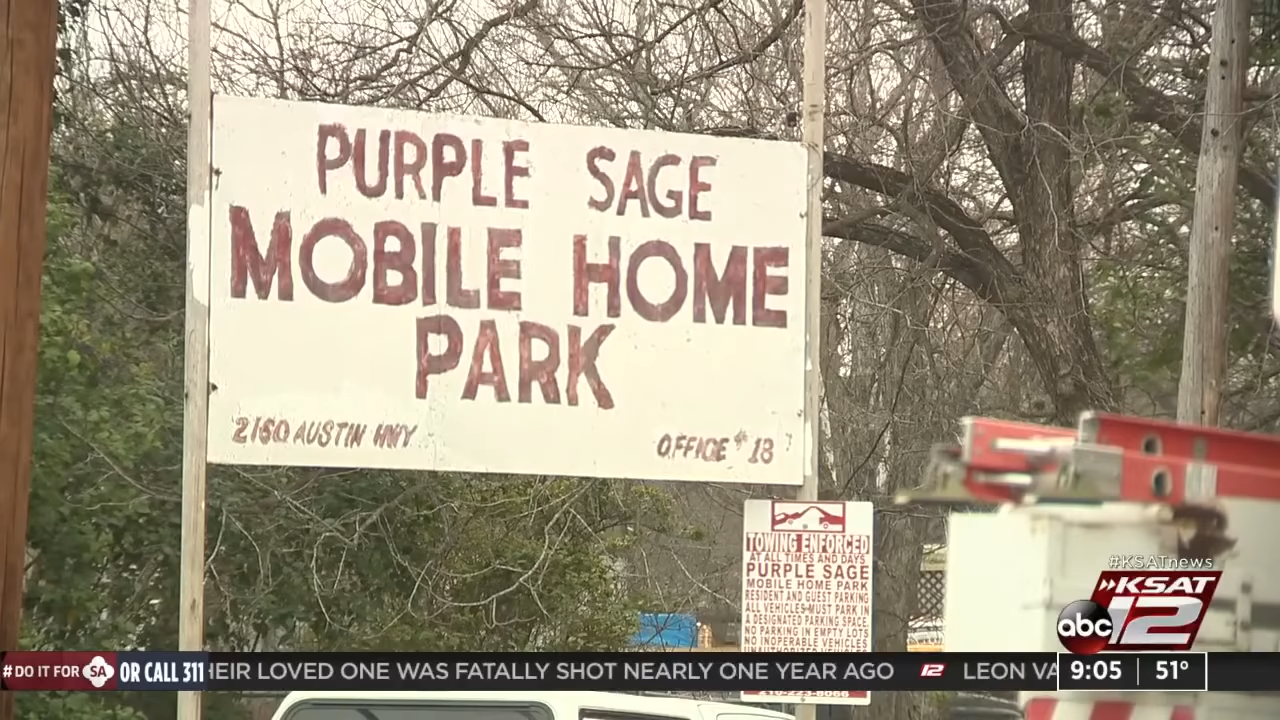 PURPLE SAGE
MOBILE HOME
PARK
2160 AUSTIN HWY
OFFICE #18
TOWING ENFORCED
AT ALL TIMES AND DAYS
PURPLE SAGE
MOBILE HOME PARK
RESIDENT AND GUEST PARKING
ALL VEHICLES MUST PARK IN
A DESIGNATED PARKING SPACE.
NO PARKING IN EMPTY LOTS
NO INOPERABLE VEHICLES
#KSATnews
KSAT
abc 12
#DO IT FOR SA OR CALL 311
HEIR LOVED ONE WAS FATALLY SHOT NEARLY ONE YEAR AGO 12 LEON VA
9:05 51°